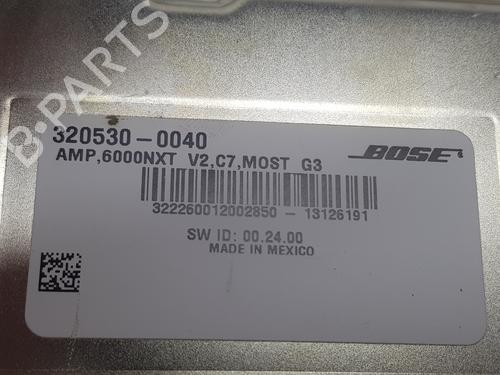 320530-0040
AMP,6000NXT V2,C7,MOST G3
BOSE
322260012002850 - 13126191
SW ID: 00.24.00
MADE IN MEXICO
B-PARTS